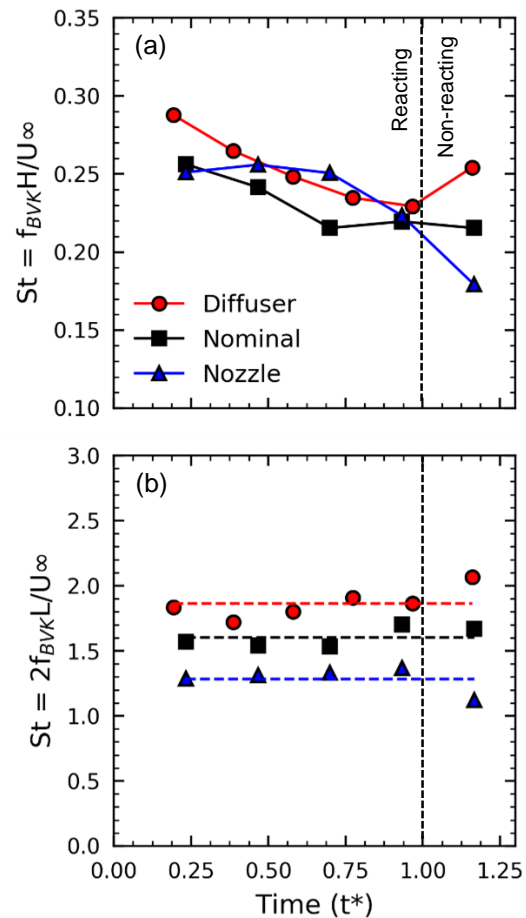 0.35
(a)
Reacting
Non-reacting
0.30
0.25
0.20
0.15
0.10
St = f_BVK H/U∞
Diffuser
Nominal
Nozzle
3.0
(b)
2.5
2.0
1.5
1.0
0.5
0.0
St = 2f_BVK L/U∞
0.00 0.25 0.50 0.75 1.00 1.25
Time (t*)